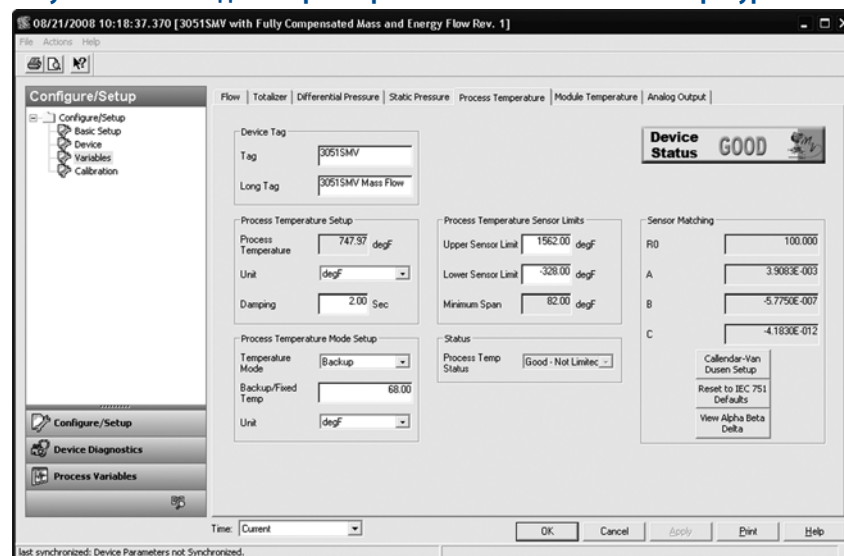 08/21/2008 10:18:37.370 [3051SMV with Fully Compensated Mass and Energy Flow Rev. 1]
File Actions Help
Configure/Setup
Configure/Setup
Basic Setup
Device
Variables
Calibration
Configure/Setup
Device Diagnostics
Process Variables
Flow Totalizer Differential Pressure Static Pressure Process Temperature Module Temperature Analog Output
Device Tag
Tag 3051SMV
Long Tag 3051SMV Mass Flow
Device Status GOOD
Process Temperature Setup
Process Temperature 747.97 degF
Unit degF
Damping 2.00 Sec
Process Temperature Sensor Limits
Upper Sensor Limit 1562.00 degF
Lower Sensor Limit -328.00 degF
Minimum Span 82.00 degF
Sensor Matching
R0 100.000
A 3.9083E-003
B -5.7750E-007
C -4.1830E-012
Callendar-Van Dusen Setup
Reset to IEC 751 Defaults
View Alpha Beta Delta
Process Temperature Mode Setup
Temperature Mode Backup
Backup/Fixed Temp 68.00
Unit degF
Status
Process Temp Status Good - Not Limitec
Time: Current
OK Cancel Apply Print Help
last synchronized: Device Parameters not Synchronized.